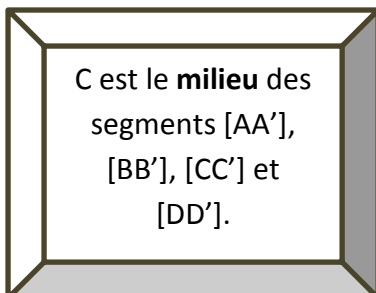 C est le milieu des
segments [AA’],
[BB’], [CC’] et
[DD’].